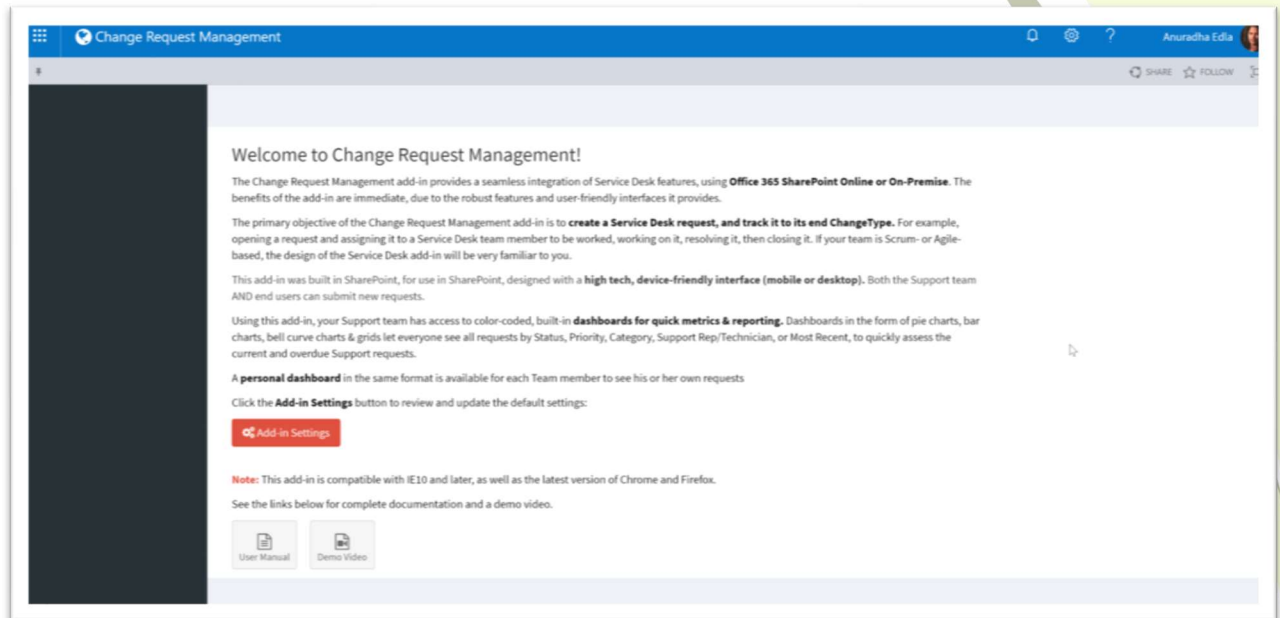 Change Request Management
Anuradha Edla
SHARE FOLLOW
Welcome to Change Request Management!
The Change Request Management add-in provides a seamless integration of Service Desk features, using Office 365 SharePoint Online or On-Premise. The
benefits of the add-in are immediate, due to the robust features and user-friendly interfaces it provides.
The primary objective of the Change Request Management add-in is to create a Service Desk request, and track it to its end ChangeType. For example,
opening a request and assigning it to a Service Desk team member to be worked, working on it, resolving it, then closing it. If your team is Scrum- or Agile-
based, the design of the Service Desk add-in will be very familiar to you.
This add-in was built in SharePoint, for use in SharePoint, designed with a high tech, device-friendly interface (mobile or desktop). Both the Support team
AND end users can submit new requests.
Using this add-in, your Support team has access to color-coded, built-in dashboards for quick metrics & reporting. Dashboards in the form of pie charts, bar
charts, bell curve charts & grids let everyone see all requests by Status, Priority, Category, Support Rep/Technician, or Most Recent, to quickly assess the
current and overdue Support requests.
A personal dashboard in the same format is available for each Team member to see his or her own requests
Click the Add-in Settings button to review and update the default settings:
Add-in Settings
Note: This add-in is compatible with IE10 and later, as well as the latest version of Chrome and Firefox.
See the links below for complete documentation and a demo video.
User Manual Demo Video